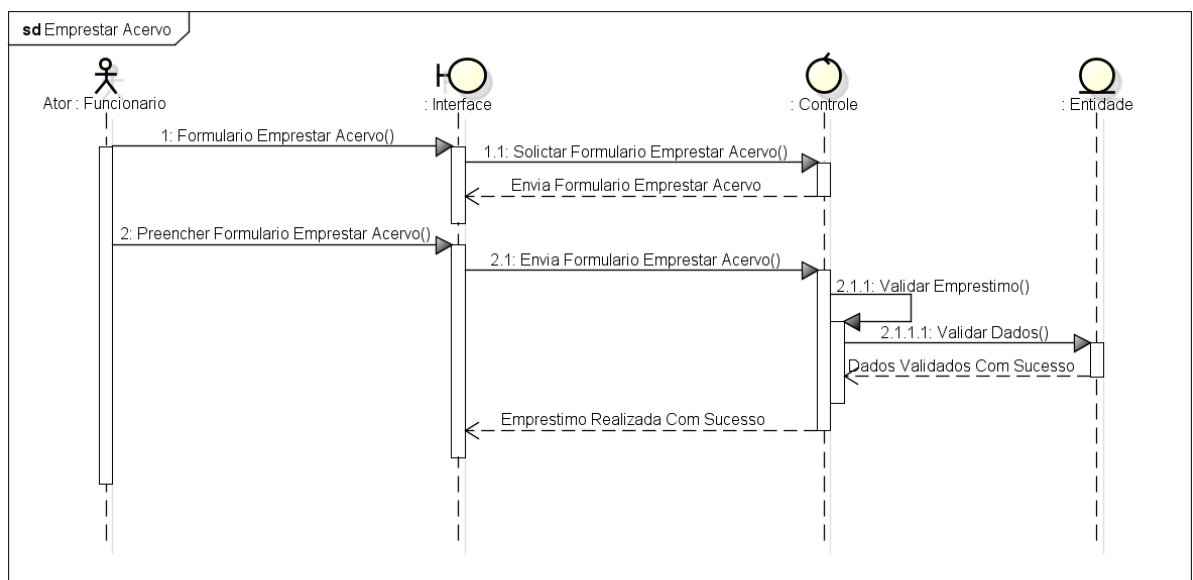 sd Emprestar Acervo
Ator : Funcionario
: Interface
: Controle
: Entidade
1: Formulario Emprestar Acervo()
1.1: Solictar Formulario Emprestar Acervo()
Envia Formulario Emprestar Acervo
2: Preencher Formulario Emprestar Acervo()
2.1: Envia Formulario Emprestar Acervo()
2.1.1: Validar Emprestimo()
2.1.1.1: Validar Dados()
Dados Validados Com Sucesso
Emprestimo Realizada Com Sucesso